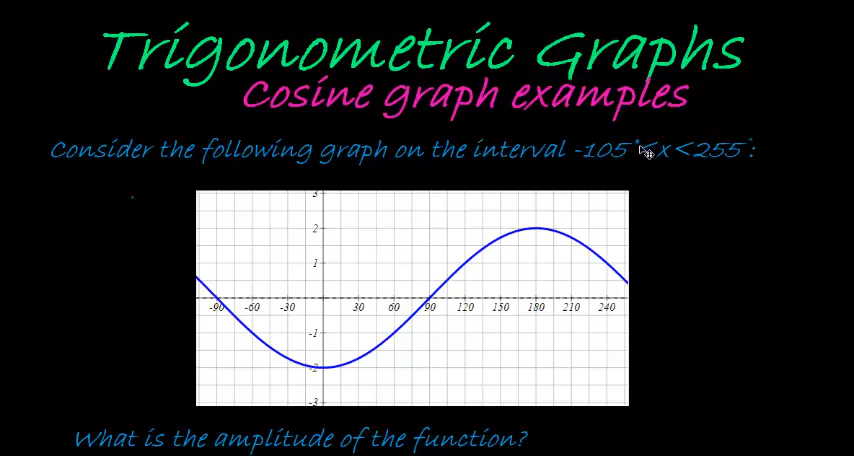 Trigonometric Graphs
Cosine graph examples
Consider the following graph on the interval -105°<x<255°:
3
2
1
-90 -60 -30 30 60 90 120 150 180 210 240
-1
-2
-3
What is the amplitude of the function?